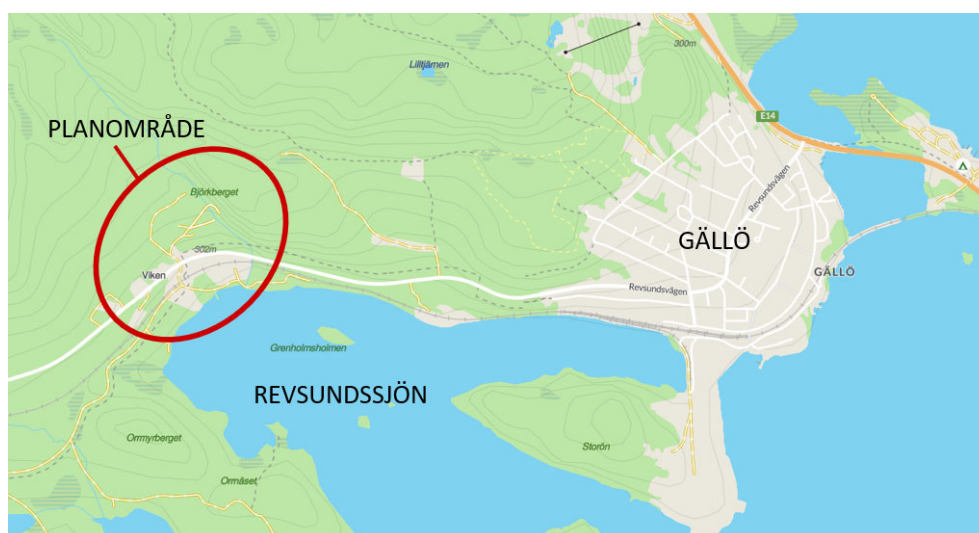 300m
Lilltjärnen
E14
PLANOMRÅDE
Revsundsvägen
Björkberget
GÄLLÖ
302m
Viken
GÄLLÖ
Revsundsvägen
Grenholmsholmen
REVSUNDSSJÖN
Ormyrberget
Storön
Ormåset